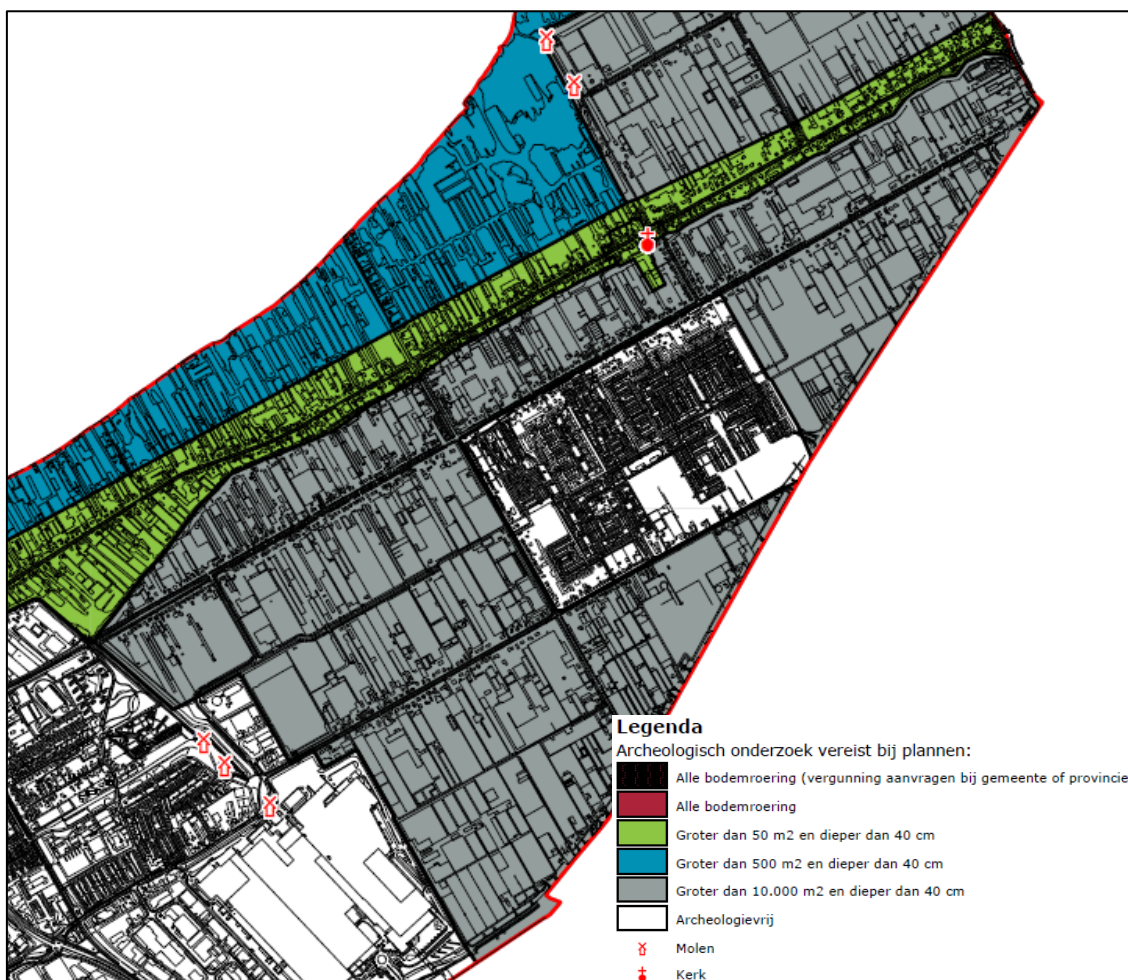 Legenda
Archeologisch onderzoek vereist bij plannen:
Alle bodemroering (vergunning aanvragen bij gemeente of provincie
Alle bodemroering
Groter dan 50 m2 en dieper dan 40 cm
Groter dan 500 m2 en dieper dan 40 cm
Groter dan 10.000 m2 en dieper dan 40 cm
Archeologievrij
Molen
Kerk